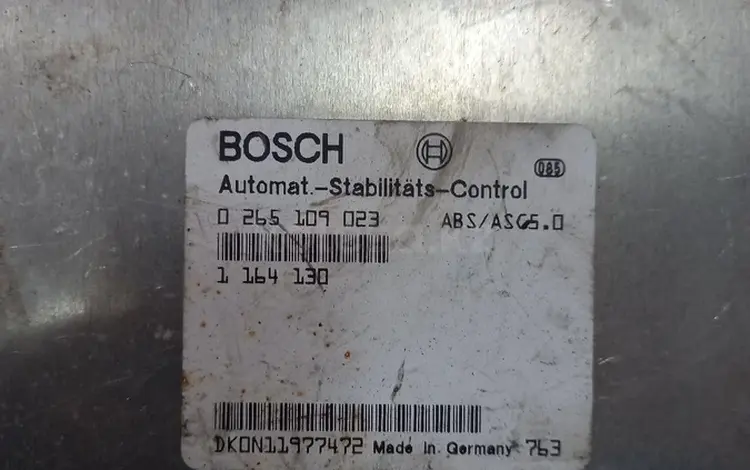 BOSCH
085
Automat.-Stabilitäts-Control
0 265 109 023 ABS/ASC5.0
1 164 130
DKON11977472 Made in Germany 763